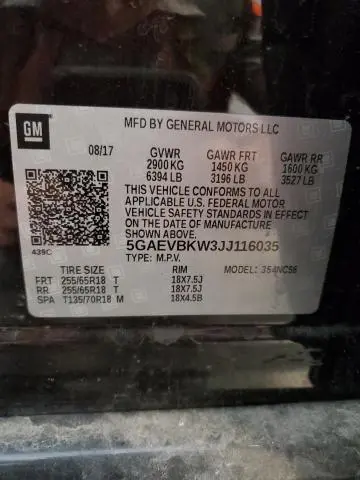 GM
MFD BY GENERAL MOTORS LLC
08/17 GVWR GAWR FRT GAWR RR
2900 KG 1450 KG 1600 KG
6394 LB 3196 LB 3527 LB
THIS VEHICLE CONFORMS TO ALL
APPLICABLE U.S. FEDERAL MOTOR
VEHICLE SAFETY STANDARDS IN EFFECT
ON THE DATE OF MANUFACTURE
SHOWN ABOVE.
439C 5GAEVBKW3JJ116035
TYPE: M.P.V.
TIRE SIZE RIM MODEL: 354NC56
FRT 255/65R18 T 18X7.5J
RR 255/65R18 T 18X7.5J
SPA T135/70R18 M 18X4.5B